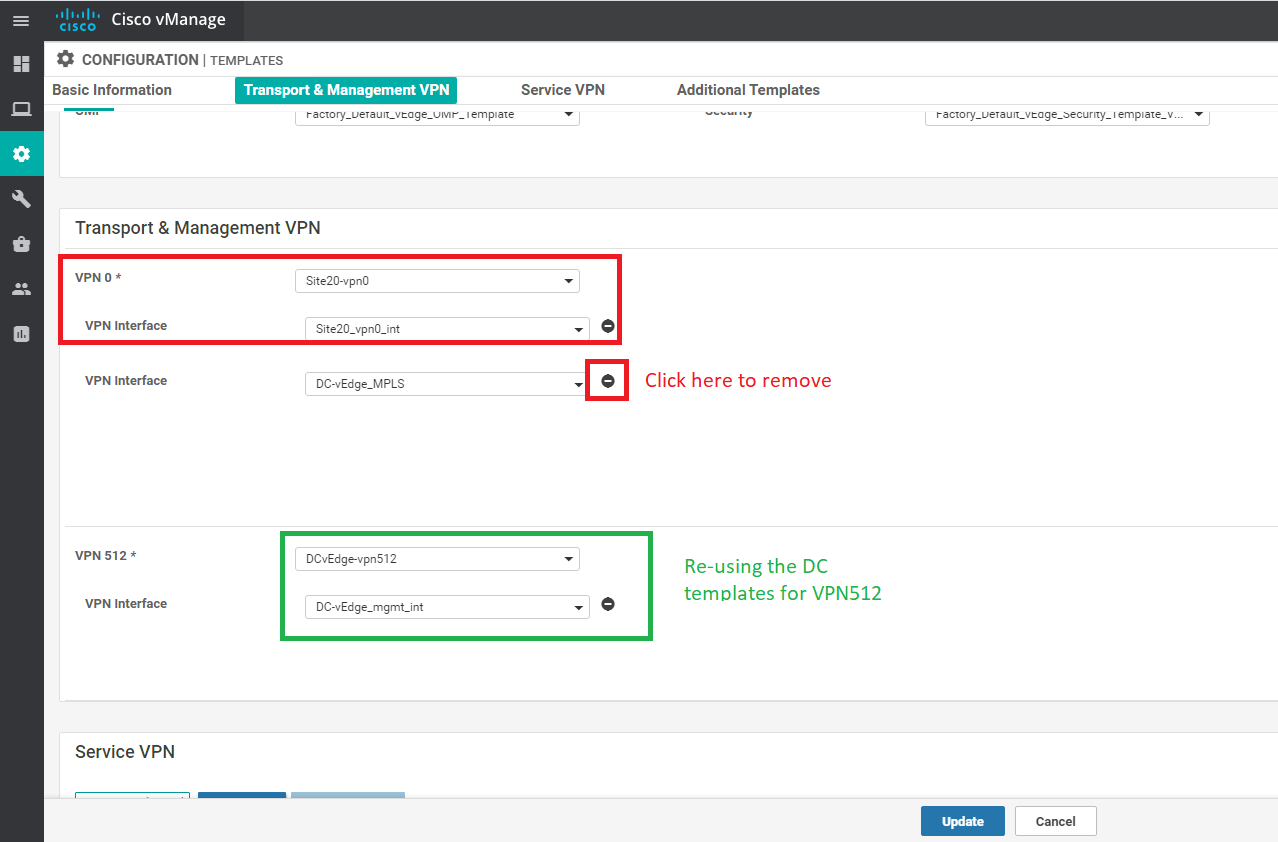 cisco Cisco vManage
CONFIGURATION | TEMPLATES
Basic Information Transport & Management VPN Service VPN Additional Templates
OMP Factory_Default_vEdge_OMP_Template Security Factory_Default_vEdge_Security_Template_V...
Transport & Management VPN
VPN 0 * Site20-vpn0
VPN Interface Site20_vpn0_int
VPN Interface DC-vEdge_MPLS Click here to remove
VPN 512 * DCvEdge-vpn512 Re-using the DC
VPN Interface DC-vEdge_mgmt_int templates for VPN512
Service VPN
Update Cancel